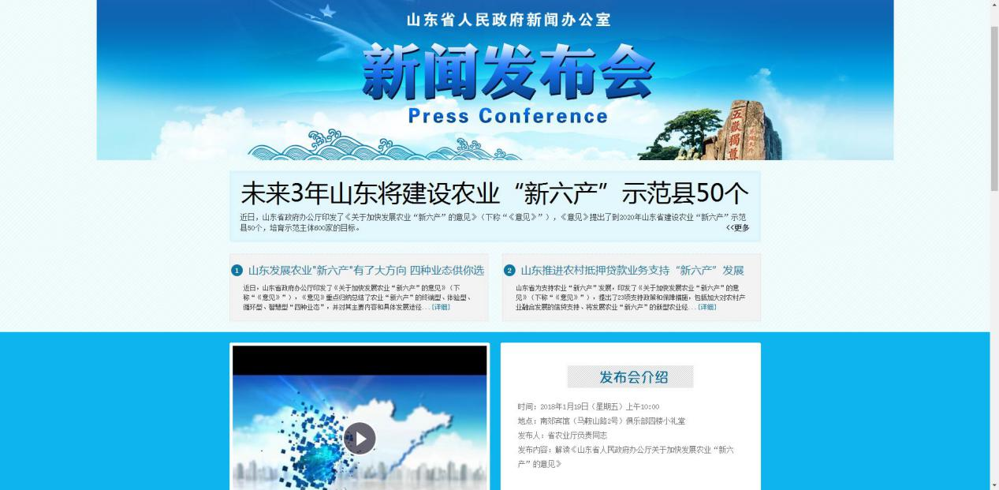 山东省人民政府新闻办公室
新闻发布会
Press Conference
五嶽獨尊
未来3年山东将建设农业“新六产”示范县50个
近日，山东省政府办公厅印发了《关于加快发展农业“新六产”的意见》（下称“《意见》”），《意见》提出了到2020年山东省建设农业“新六产”示范
县50个，培育示范主体600家的目标。
<<更多
1 山东发展农业"新六产"有了大方向 四种业态供你选
近日，山东省政府办公厅印发了《关于加快发展农业“新六产”的意见》（下
称“《意见》”），《意见》重点归纳总结了农业“新六产”的终端型、体验型、
循环型、智慧型“四种业态”，并对其主要内容和具体发展途径...[详细]
2 山东推进农村抵押贷款业务支持“新六产”发展
山东省为支持农业“新六产”发展，印发了《关于加快发展农业“新六产”的意
见》（下称“《意见》”），提出了23项支持政策和保障措施，包括加大对农村产
业融合发展的信贷支持、将发展农业“新六产”的新型农业经...[详细]
发布会介绍
时间：2018年1月19日（星期五）上午10:00
地点：南郊宾馆（马鞍山路2号）俱乐部四楼小礼堂
发布人：省农业厅负责同志
发布内容：解读《山东省人民政府办公厅关于加快发展农业“新六
产”的意见》